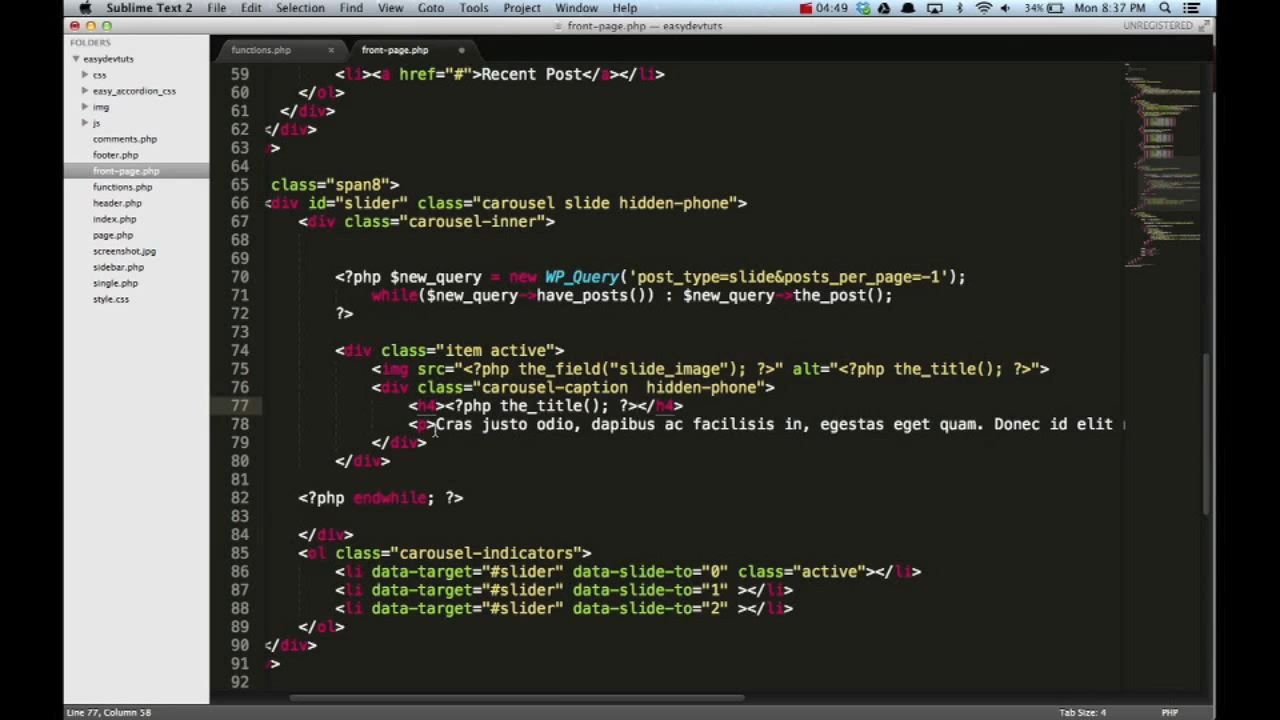 Sublime Text 2 File Edit Selection Find View Goto Tools Project Window Help 04:49 34% Mon 8:37 PM
front-page.php — easydevtuts UNREGISTERED
FOLDERS
easydevtuts
css
easy_accordion_css
img
js
comments.php
footer.php
front-page.php
functions.php
header.php
index.php
page.php
screenshot.jpg
sidebar.php
single.php
style.css
functions.php × front-page.php
59 <li><a href="#">Recent Post</a></li>
60 </ol>
61 </div>
62 </div>
63 >
64
65 class="span8">
66 <div id="slider" class="carousel slide hidden-phone">
67 <div class="carousel-inner">
68
69
70 <?php $new_query = new WP_Query('post_type=slide&posts_per_page=-1');
71 while($new_query->have_posts()) : $new_query->the_post();
72 ?>
73
74 <div class="item active">
75 <img src="<?php the_field("slide_image"); ?>" alt="<?php the_title(); ?>">
76 <div class="carousel-caption  hidden-phone">
77 <h4><?php the_title(); ?></h4>
78 <p>Cras justo odio, dapibus ac facilisis in, egestas eget quam. Donec id elit
79 </div>
80 </div>
81
82 <?php endwhile; ?>
83
84 </div>
85 <ol class="carousel-indicators">
86 <li data-target="#slider" data-slide-to="0" class="active"></li>
87 <li data-target="#slider" data-slide-to="1" ></li>
88 <li data-target="#slider" data-slide-to="2" ></li>
89 </ol>
90 </div>
91 >
92
Line 77, Column 58 Tab Size: 4 PHP